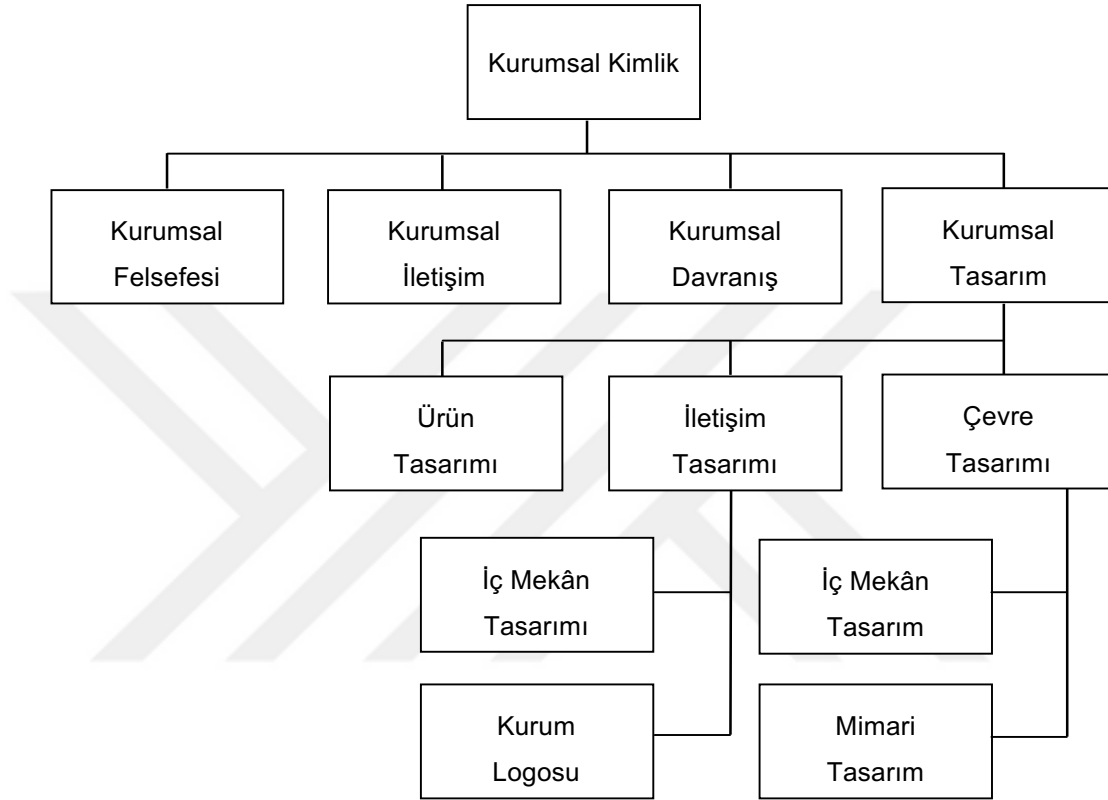 Kurumsal Kimlik
Kurumsal
Felsefesi
Kurumsal
İletişim
Kurumsal
Davranış
Kurumsal
Tasarım
Ürün
Tasarımı
İletişim
Tasarımı
Çevre
Tasarımı
İç Mekân
Tasarımı
İç Mekân
Tasarım
Kurum
Logosu
Mimari
Tasarım